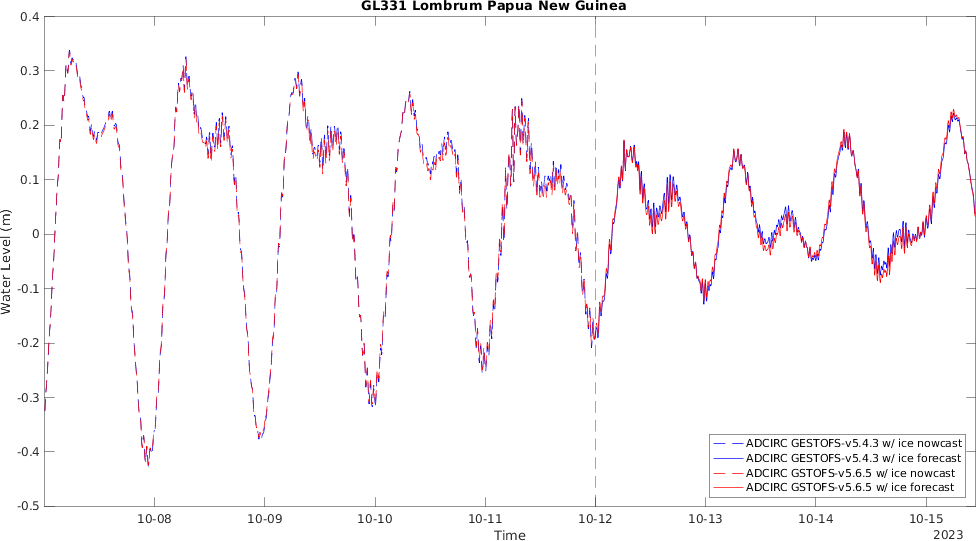 GL331 Lombrum Papua New Guinea
0.4
0.3
0.2
0.1
0
-0.1
-0.2
-0.3
-0.4
-0.5
Water Level (m)
10-08 10-09 10-10 10-11 10-12 10-13 10-14 10-15
Time
2023
ADCIRC GESTOFS-v5.4.3 w/ ice nowcast
ADCIRC GESTOFS-v5.4.3 w/ ice forecast
ADCIRC GSTOFS-v5.6.5 w/ ice nowcast
ADCIRC GSTOFS-v5.6.5 w/ ice forecast